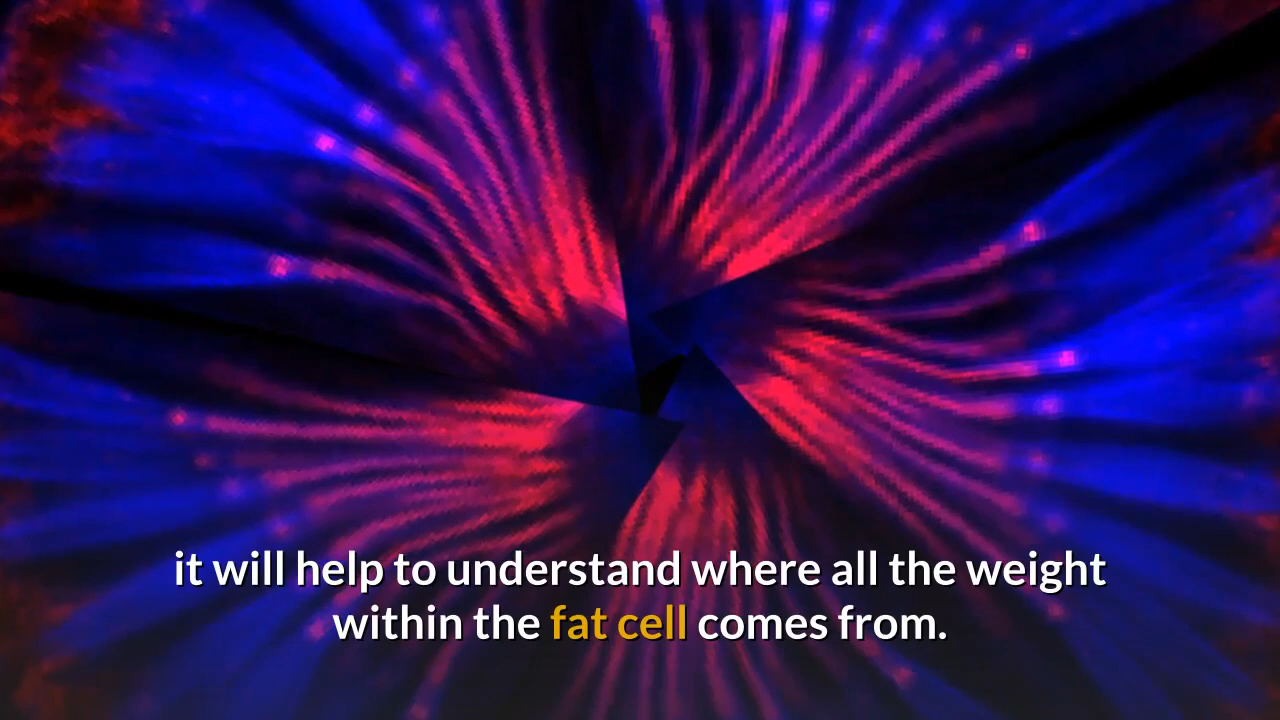 it will help to understand where all the weight
within the fat cell comes from.